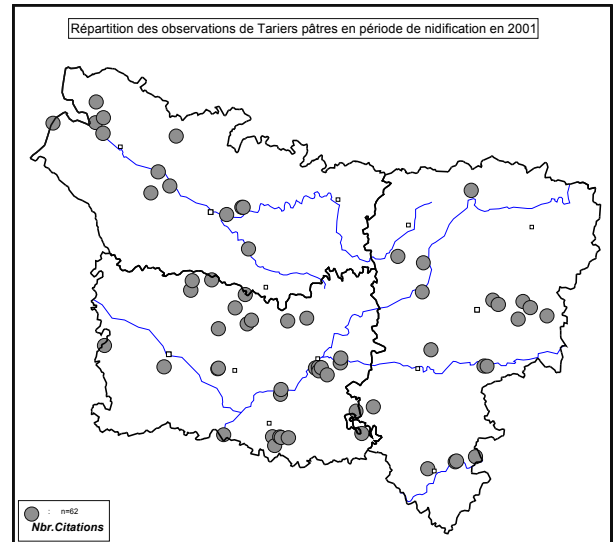 Répartition des observations de Tariers pâtres en période de nidification en 2001
: n=62
Nbr.Citations